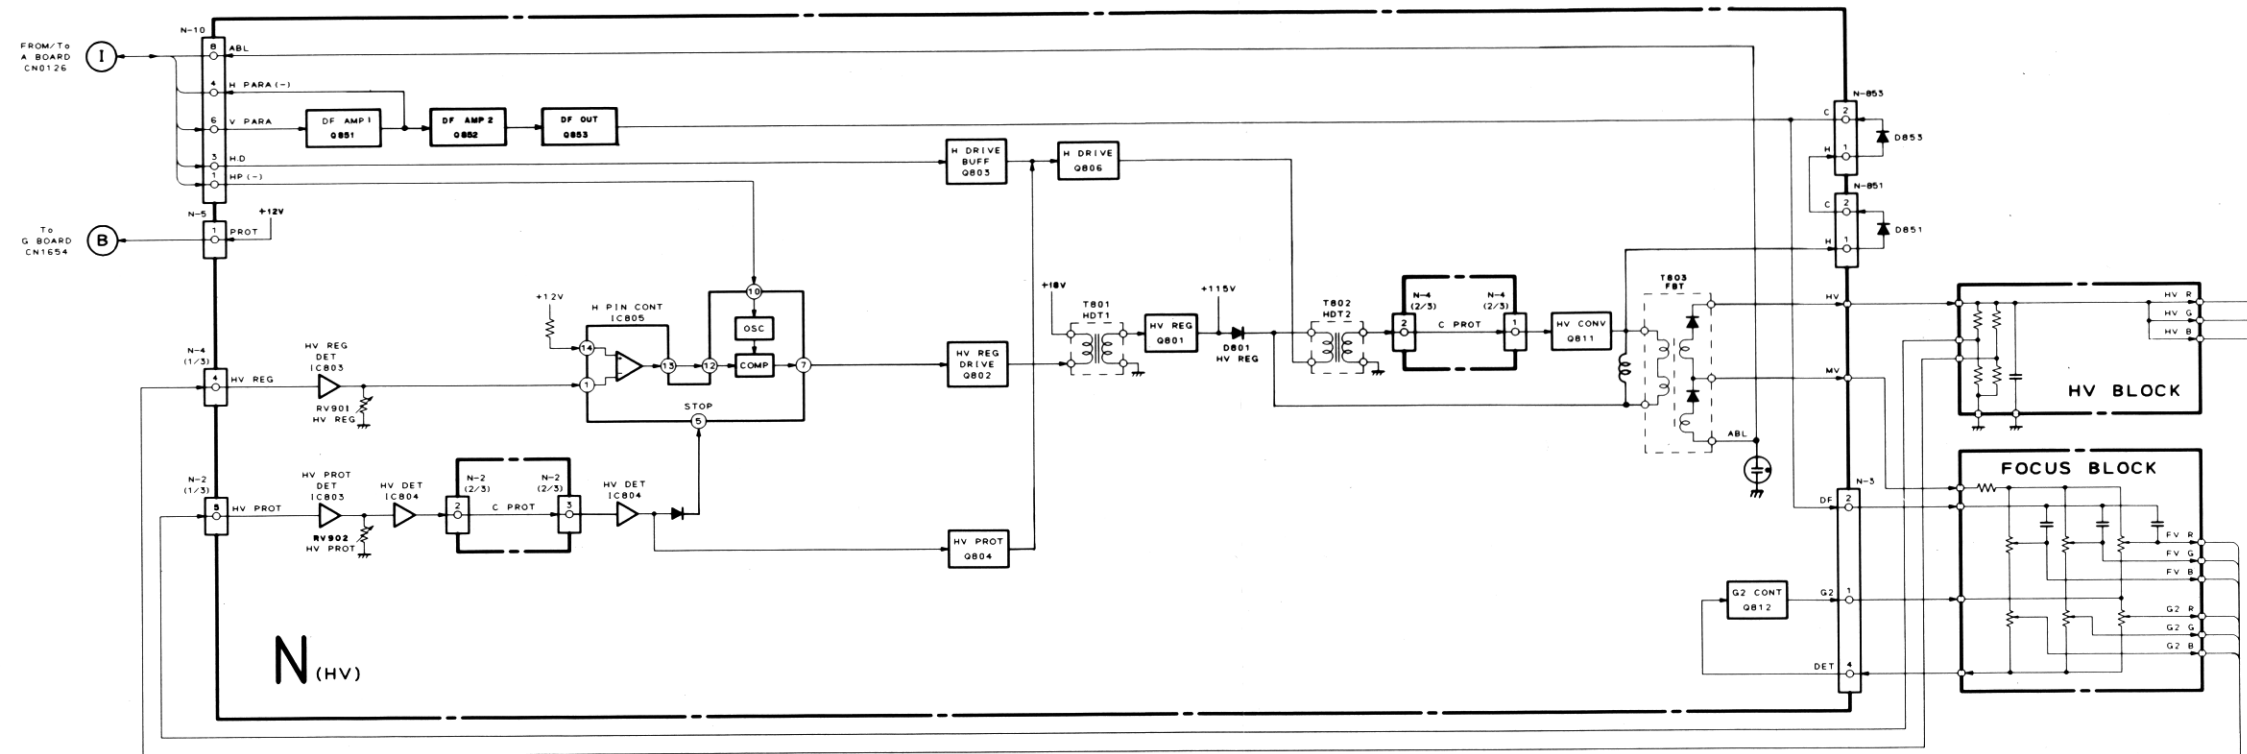 FROM/To
A BOARD
CN0126
I
N-10
8 ABL
4 H PARA(-)
6 V PARA
3 H.D
1 HP(-)
DF AMP1
Q851
DF AMP2
Q852
DF OUT
Q853
H DRIVE
BUFF
Q803
H DRIVE
Q806
N-853
C 2
H 1
D853
N-851
C 2
H 1
D851
To
G BOARD
CN1654
B
N-5
1 PROT
+12V
N-4
(1/3)
4 HV REG
HV REG
DET
IC803
RV901
HV REG
+12V
H PIN CONT
IC805
14
1
13
12
10
OSC
COMP
7
STOP
5
HV REG
DRIVE
Q802
+18V
T801
HDT1
HV REG
Q801
+115V
D801
HV REG
T802
HDT2
N-4
(2/3)
N-4
(2/3)
2 C PROT 1
HV CONV
Q811
T803
FBT
HV
MV
ABL
HV R
HV G
HV B
HV BLOCK
N-2
(1/3)
5 HV PROT
HV PROT
DET
IC803
RV902
HV PROT
HV DET
IC804
N-2
(2/3)
N-2
(2/3)
2 C PROT 3
HV DET
IC804
HV PROT
Q804
N-3
DF 2
G2 CONT
Q812
G2 1
DET 4
FOCUS BLOCK
FV R
FV G
FV B
G2 R
G2 G
G2 B
N (HV)